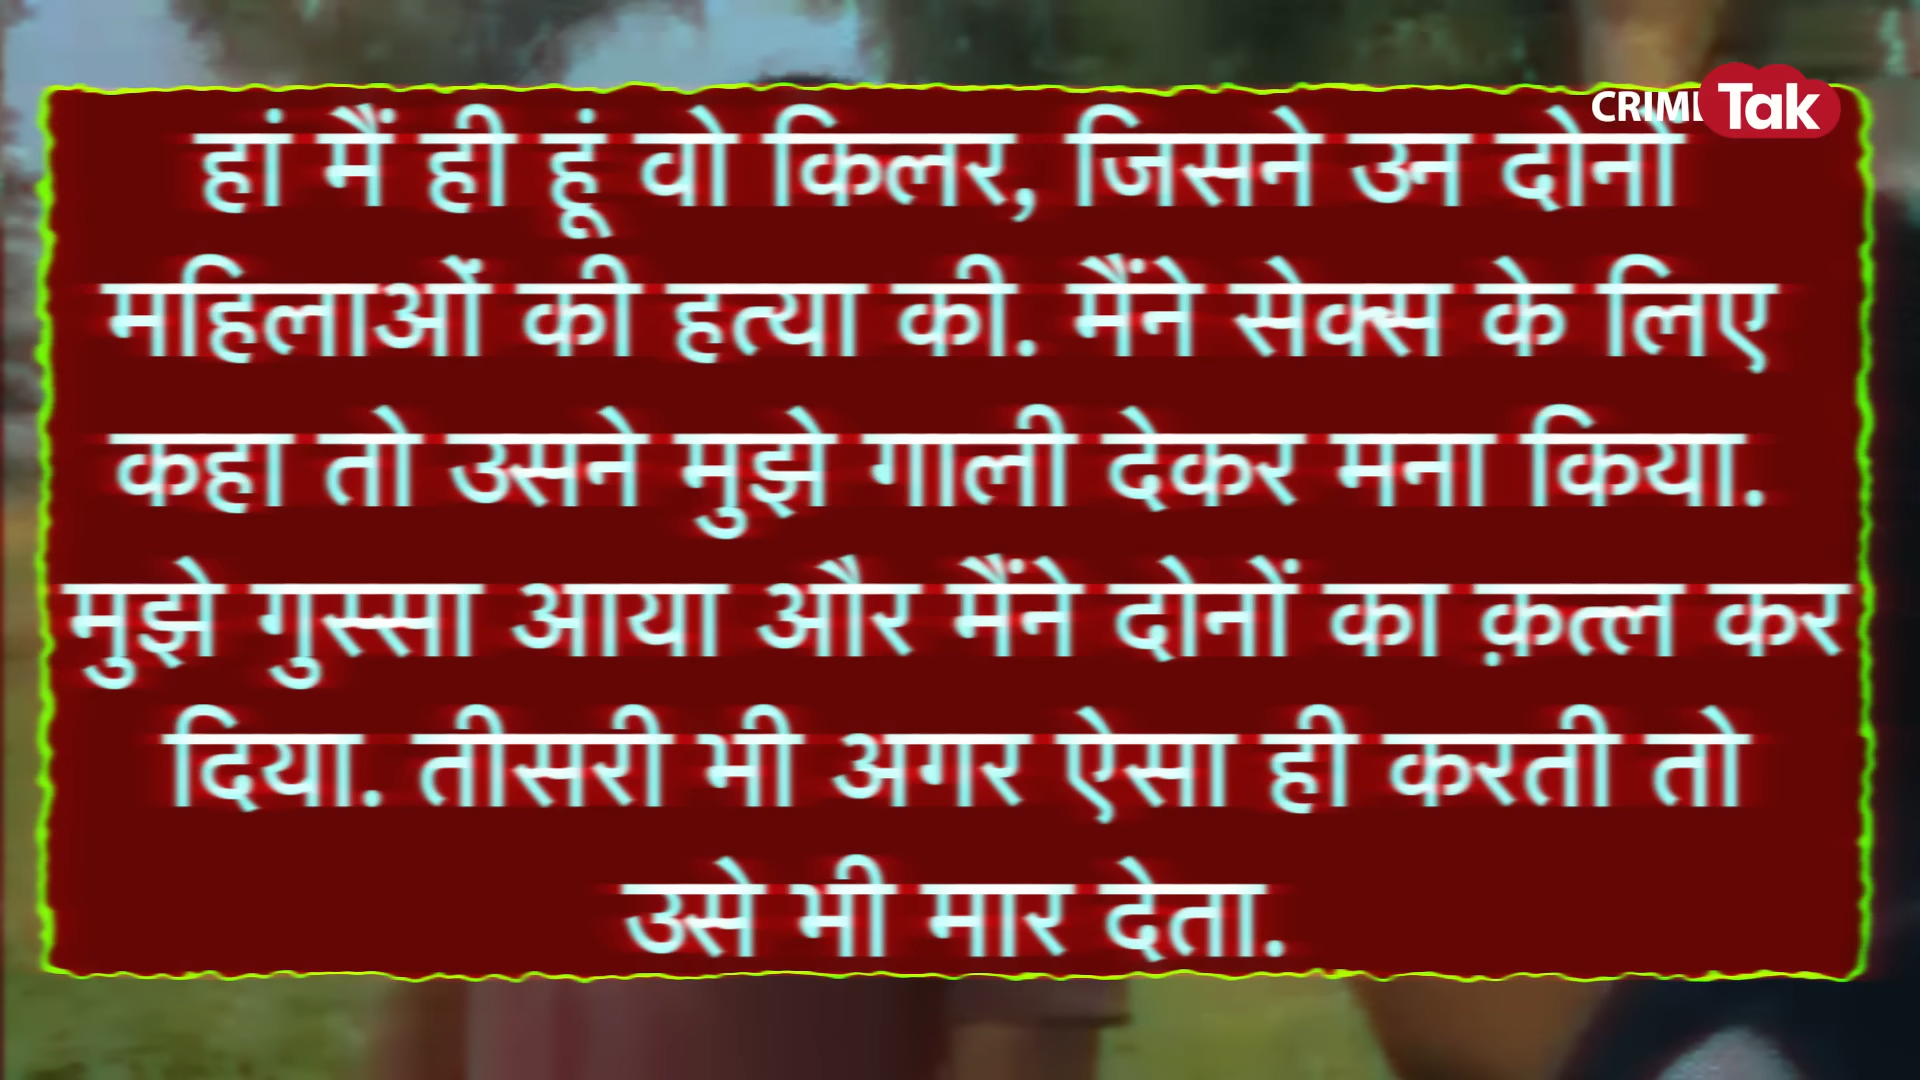 CRIME Tak
हां मैं ही हूं वो किलर, जिसने उन दोनों
महिलाओं की हत्या की. मैंने सेक्स के लिए
कहा तो उसने मुझे गाली देकर मना किया.
मुझे गुस्सा आया और मैंने दोनों का क़त्ल कर
दिया. तीसरी भी अगर ऐसा ही करती तो
उसे भी मार देता.